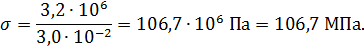 σ = 3,2 · 10⁶ / 3,0 · 10⁻² = 106,7 · 10⁶ Па = 106,7 МПа.